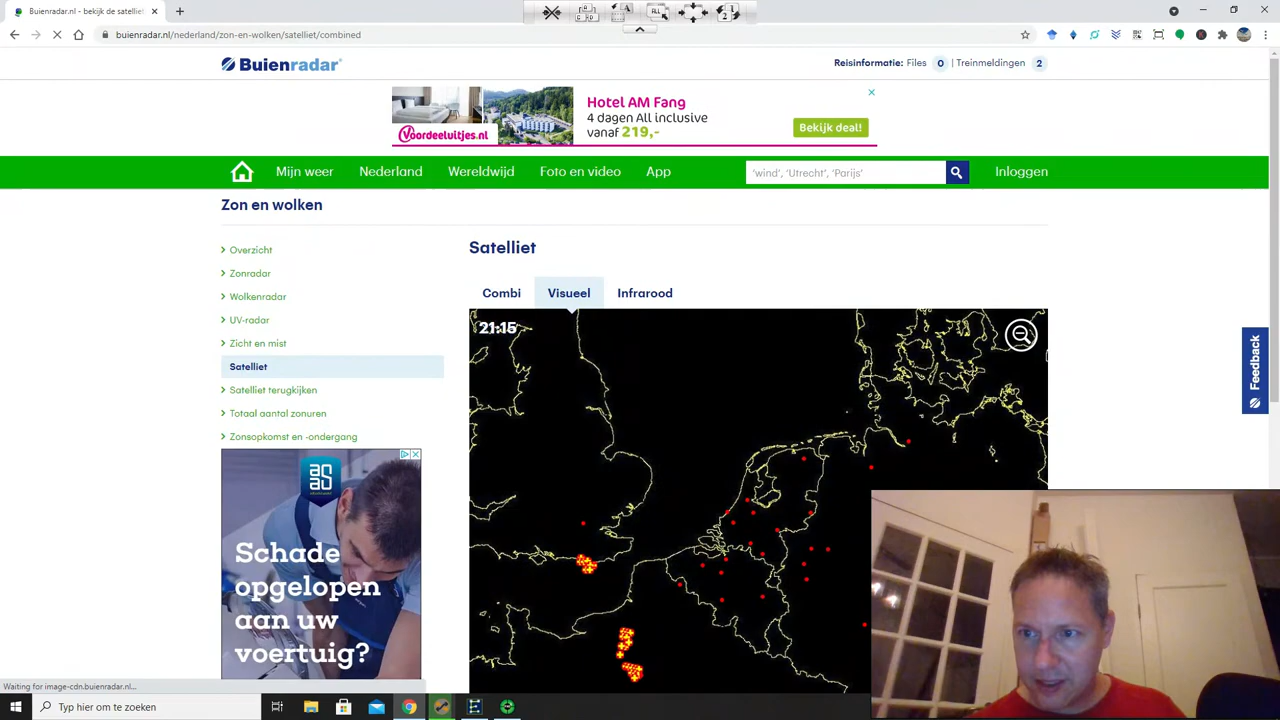 Buienradar.nl - bekijk de satellie
buienradar.nl/nederland/zon-en-wolken/satelliet/combined
Buienradar
Reisinformatie: Files 0 | Treinmeldingen 2
Hotel AM Fang
4 dagen All inclusive
vanaf 219,-
Voordeeluitjes.nl
Bekijk deal!
Mijn weer Nederland Wereldwijd Foto en video App 'wind', 'Utrecht', 'Parijs' Inloggen
Zon en wolken
Satelliet
Overzicht
Zonradar
Wolkenradar
UV-radar
Zicht en mist
Satelliet
Satelliet terugkijken
Totaal aantal zonuren
Zonsopkomst en -ondergang
Combi Visueel Infrarood
21:15
Feedback
Schade
opgelopen
aan uw
voertuig?
Waiting for image-cdn.buienradar.nl...
Typ hier om te zoeken